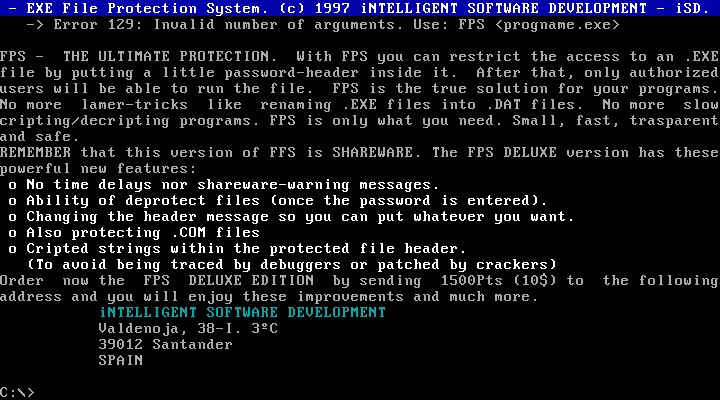 - EXE File Protection System. (c) 1997 iNTELLIGENT SOFTWARE DEVELOPMENT - iSD.
-> Error 129: Invalid number of arguments. Use: FPS <progname.exe>
FPS -  THE ULTIMATE PROTECTION.  With FPS you can restrict the access to an .EXE
file by putting a little password-header inside it.  After that, only authorized
users will be able to run the file.  FPS is the true solution for your programs.
No more  lamer-tricks  like  renaming .EXE files into .DAT files.  No more  slow
cripting/decripting programs. FPS is only what you need. Small, fast, trasparent
and safe.
REMEMBER that this version of FFS is SHAREWARE. The FPS DELUXE version has these
powerful new features:
o No time delays nor shareware-warning messages.
o Ability of deprotect files (once the password is entered).
o Changing the header message so you can put whatever you want.
o Also protecting .COM files
o Cripted strings within the protected file header.
(To avoid being traced by debuggers or patched by crackers)
Order  now the  FPS  DELUXE EDITION  by sending  1500Pts (10$) to  the following
address and you will enjoy these improvements and much more.
iNTELLIGENT SOFTWARE DEVELOPMENT
Valdenoja, 38-I. 3ºC
39012 Santander
SPAIN
C:\>